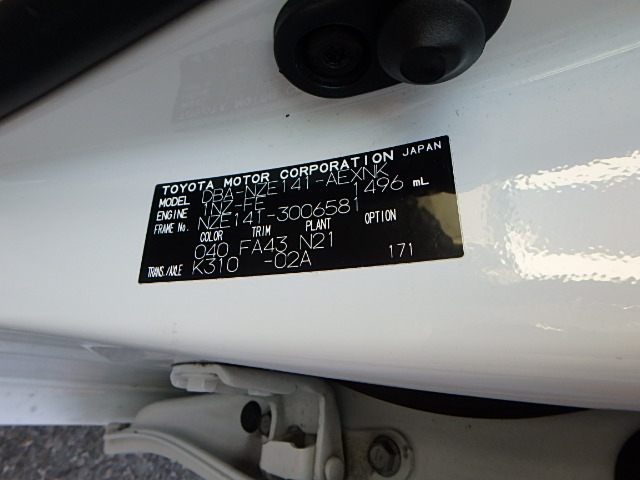 TOYOTA MOTOR CORPORATION JAPAN
MODEL DBA-NZE141-AEXNK
ENGINE 1NZ-FE 1496 mL
FRAME No. NZE141-3006581
COLOR TRIM PLANT OPTION
040 FA43 N21
TRANS./AXLE K310 -02A 171